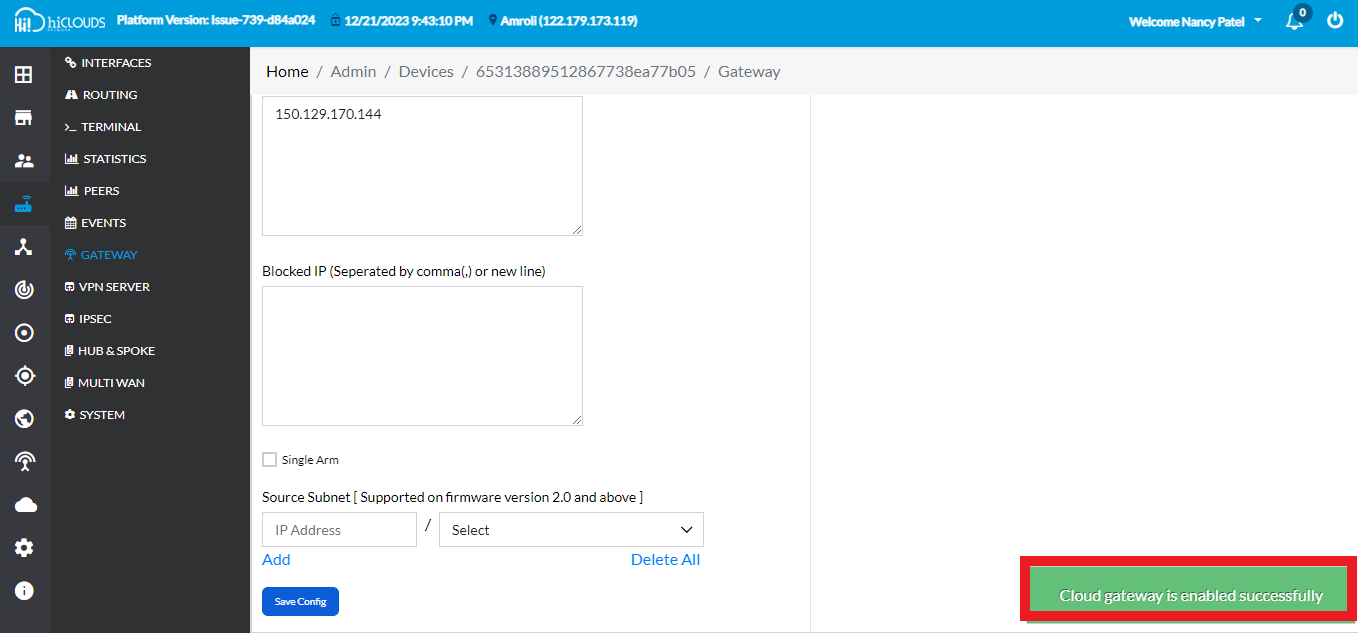 hiCLOUDS
NETWORK
Platform Version: Issue-739-d84a024
12/21/2023 9:43:10 PM
Amroli (122.179.173.119)
Welcome Nancy Patel
0
INTERFACES
ROUTING
TERMINAL
STATISTICS
PEERS
EVENTS
GATEWAY
VPN SERVER
IPSEC
HUB & SPOKE
MULTI WAN
SYSTEM
Home / Admin / Devices / 65313889512867738ea77b05 / Gateway
150.129.170.144
Blocked IP (Seperated by comma(,) or new line)
Single Arm
Source Subnet [ Supported on firmware version 2.0 and above ]
IP Address / Select
Add Delete All
Save Config
Cloud gateway is enabled successfully